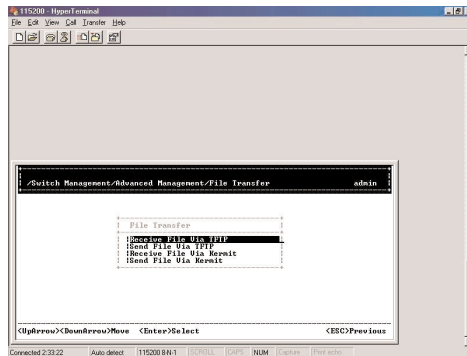 115200 - HyperTerminal
File Edit View Call Transfer Help
/Switch Management/Advanced Management/File Transfer admin
File Transfer
Receive File Via TFTP
Send File Via TFTP
Receive File Via Kermit
Send File Via Kermit
<UpArrow><DownArrow>Move <Enter>Select <ESC>Previous
Connected 2:33:22 Auto detect 115200 8-N-1 SCROLL CAPS NUM Capture Print echo